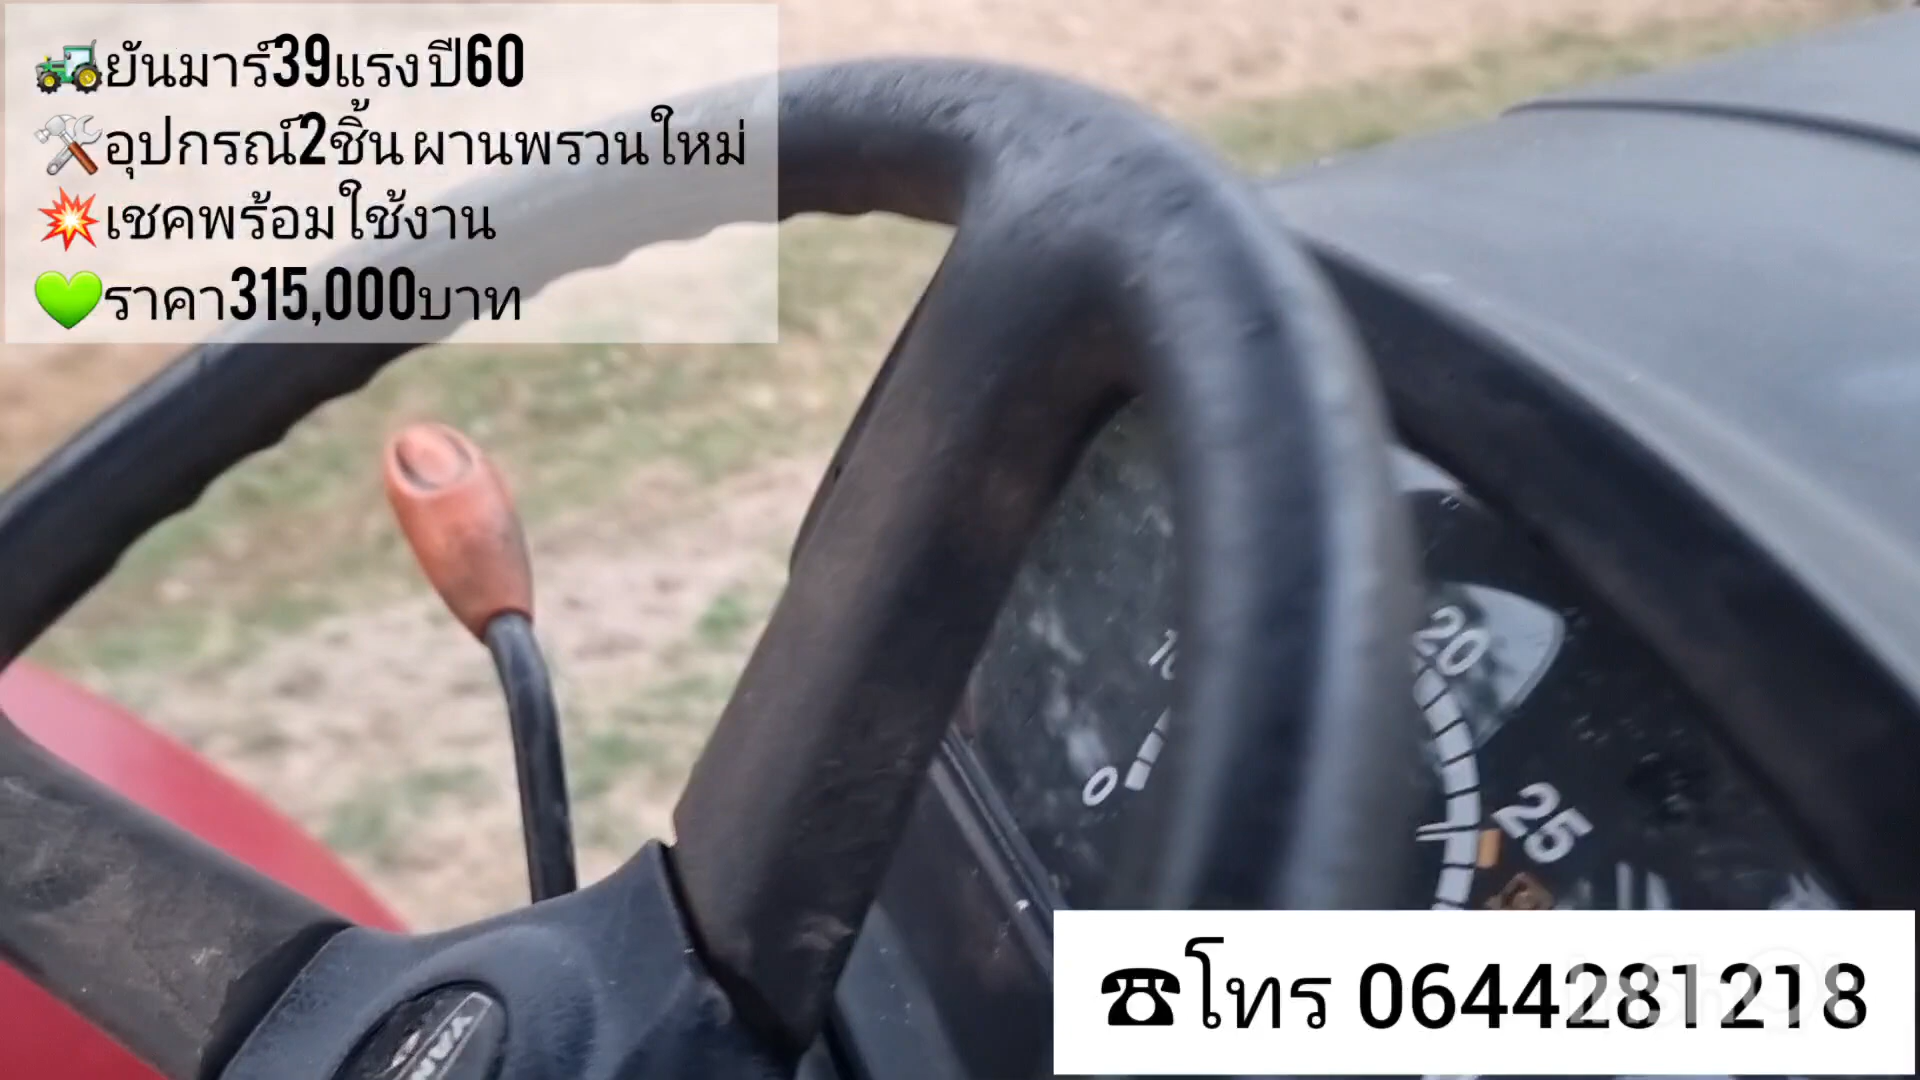 🚜ยันมาร์39แรง ปี60
🛠️อุปกรณ์2ชิ้น ผานพรวนใหม่
💥เชคพร้อมใช้งาน
💚ราคา315,000บาท
20
0
25
☎โทร 0644281218
InShOt